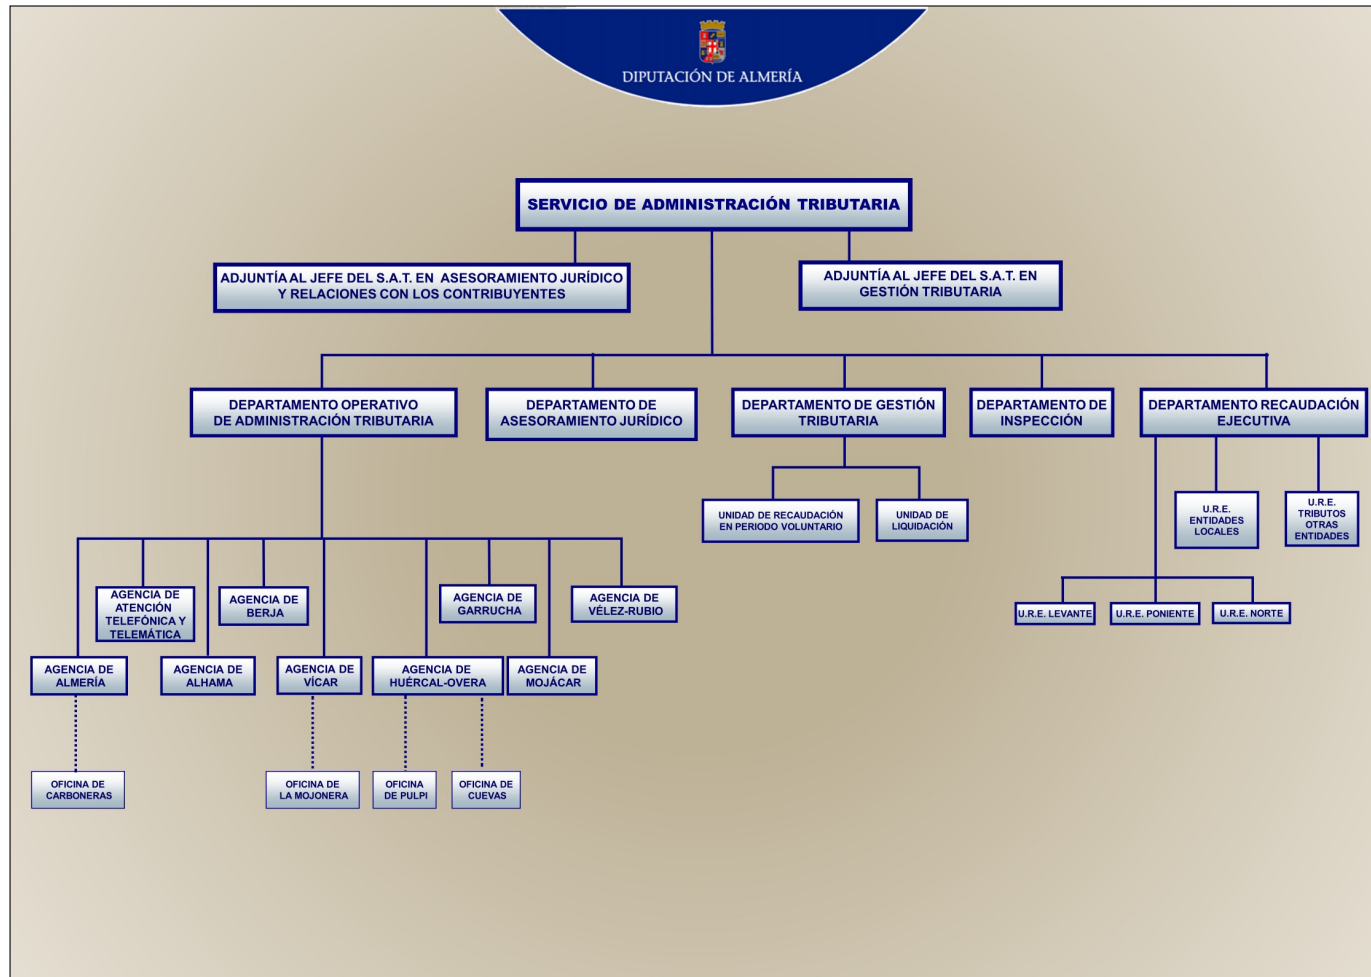 DIPUTACIÓN DE ALMERÍA
SERVICIO DE ADMINISTRACIÓN TRIBUTARIA
ADJUNTÍA AL JEFE DEL S.A.T. EN ASESORAMIENTO JURÍDICO
Y RELACIONES CON LOS CONTRIBUYENTES
ADJUNTÍA AL JEFE DEL S.A.T. EN
GESTIÓN TRIBUTARIA
DEPARTAMENTO OPERATIVO
DE ADMINISTRACIÓN TRIBUTARIA
DEPARTAMENTO DE
ASESORAMIENTO JURÍDICO
DEPARTAMENTO DE GESTIÓN
TRIBUTARIA
DEPARTAMENTO DE
INSPECCIÓN
DEPARTAMENTO RECAUDACIÓN
EJECUTIVA
UNIDAD DE RECAUDACIÓN
EN PERIODO VOLUNTARIO
UNIDAD DE
LIQUIDACIÓN
U.R.E.
ENTIDADES
LOCALES
U.R.E.
TRIBUTOS
OTRAS
ENTIDADES
AGENCIA DE
ATENCIÓN
TELEFÓNICA Y
TELEMÁTICA
AGENCIA DE
BERJA
AGENCIA DE
GARRUCHA
AGENCIA DE
VÉLEZ-RUBIO
U.R.E. LEVANTE
U.R.E. PONIENTE
U.R.E. NORTE
AGENCIA DE
ALMERÍA
AGENCIA DE
ALHAMA
AGENCIA DE
VÍCAR
AGENCIA DE
HUÉRCAL-OVERA
AGENCIA DE
MOJÁCAR
OFICINA DE
CARBONERAS
OFICINA DE
LA MOJONERA
OFICINA
DE PULPI
OFICINA DE
CUEVAS